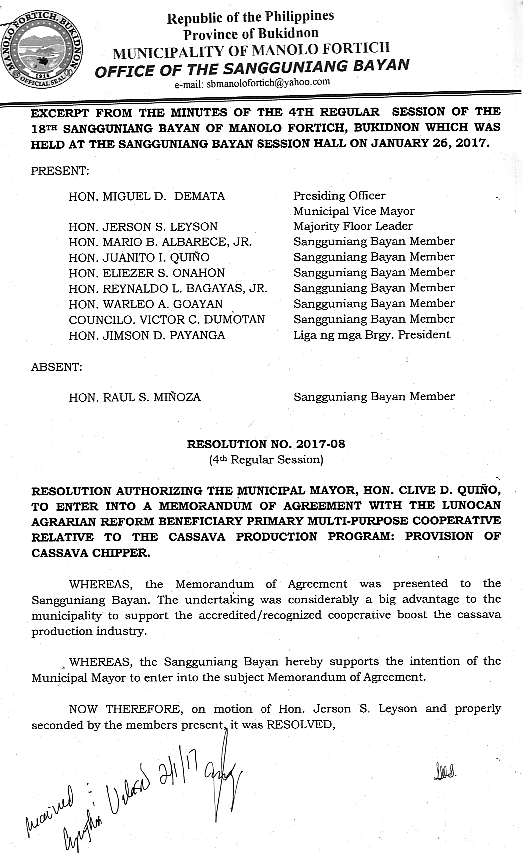 Republic of the Philippines
Province of Bukidnon
MUNICIPALITY OF MANOLO FORTICH
OFFICE OF THE SANGGUNIANG BAYAN
e-mail: sbmanolofortich@yahoo.com
MANOLO FORTICH, BUKIDNON
1914
OFFICIAL SEAL
EXCERPT FROM THE MINUTES OF THE 4TH REGULAR SESSION OF THE
18TH SANGGUNIANG BAYAN OF MANOLO FORTICH, BUKIDNON WHICH WAS
HELD AT THE SANGGUNIANG BAYAN SESSION HALL ON JANUARY 26, 2017.
PRESENT:
HON. MIGUEL D. DEMATA Presiding Officer
Municipal Vice Mayor
HON. JERSON S. LEYSON Majority Floor Leader
HON. MARIO B. ALBARECE, JR. Sangguniang Bayan Member
HON. JUANITO I. QUIÑO Sangguniang Bayan Member
HON. ELIEZER S. ONAHON Sangguniang Bayan Member
HON. REYNALDO L. BAGAYAS, JR. Sangguniang Bayan Member
HON. WARLEO A. GOAYAN Sangguniang Bayan Member
COUNCILO. VICTOR C. DUMOTAN Sangguniang Bayan Member
HON. JIMSON D. PAYANGA Liga ng mga Brgy. President
ABSENT:
HON. RAUL S. MIÑOZA Sangguniang Bayan Member
RESOLUTION NO. 2017-08
(4th Regular Session)
RESOLUTION AUTHORIZING THE MUNICIPAL MAYOR, HON. CLIVE D. QUIÑO,
TO ENTER INTO A MEMORANDUM OF AGREEMENT WITH THE LUNOCAN
AGRARIAN REFORM BENEFICIARY PRIMARY MULTI-PURPOSE COOPERATIVE
RELATIVE TO THE CASSAVA PRODUCTION PROGRAM: PROVISION OF
CASSAVA CHIPPER.
WHEREAS, the Memorandum of Agreement was presented to the
Sangguniang Bayan. The undertaking was considerably a big advantage to the
municipality to support the accredited/recognized cooperative boost the cassava
production industry.
WHEREAS, the Sangguniang Bayan hereby supports the intention of the
Municipal Mayor to enter into the subject Memorandum of Agreement.
NOW THEREFORE, on motion of Hon. Jerson S. Leyson and properly
seconded by the members present, it was RESOLVED,
received :
2/1/17